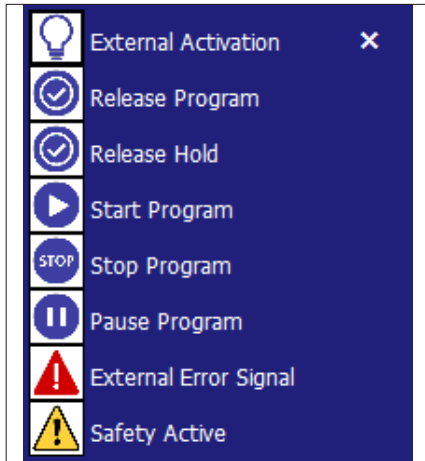 External Activation ×
Release Program
Release Hold
Start Program
STOP Stop Program
Pause Program
External Error Signal
Safety Active